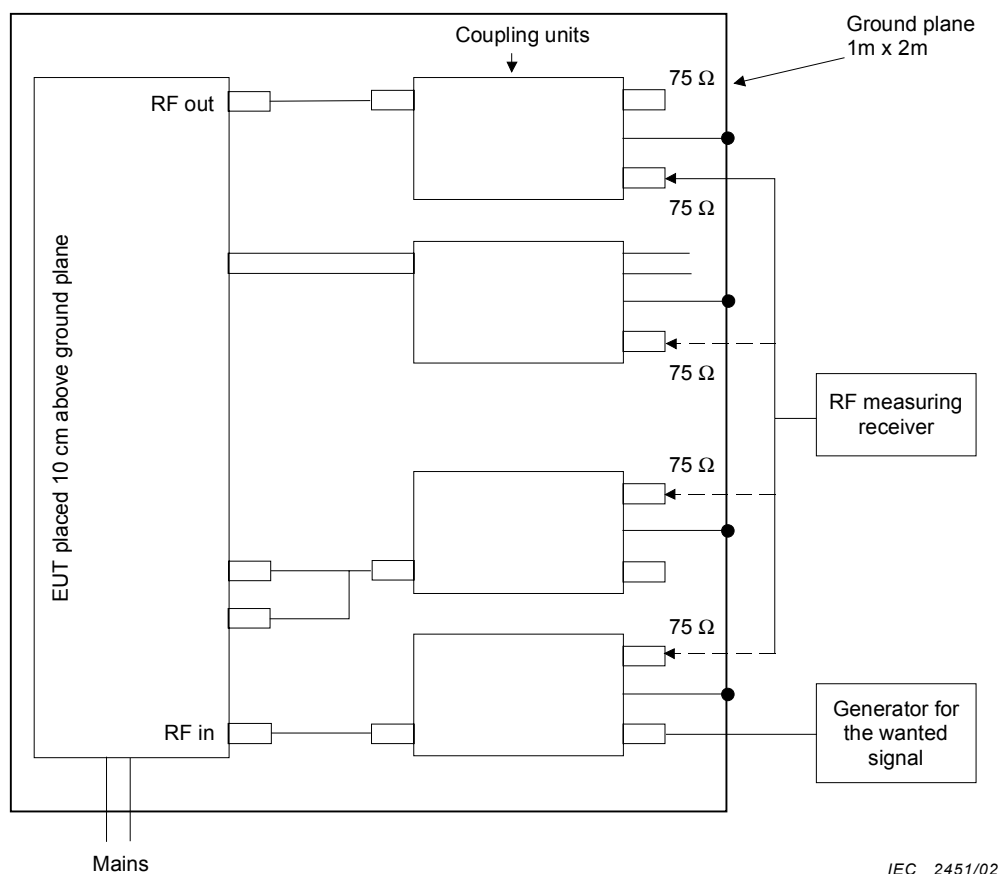 Ground plane
1m x 2m
Coupling units
75 Ω
RF out
75 Ω
EUT placed 10 cm above ground plane
75 Ω
RF measuring
receiver
75 Ω
75 Ω
RF in
Generator for
the wanted
signal
Mains
IEC 2451/02